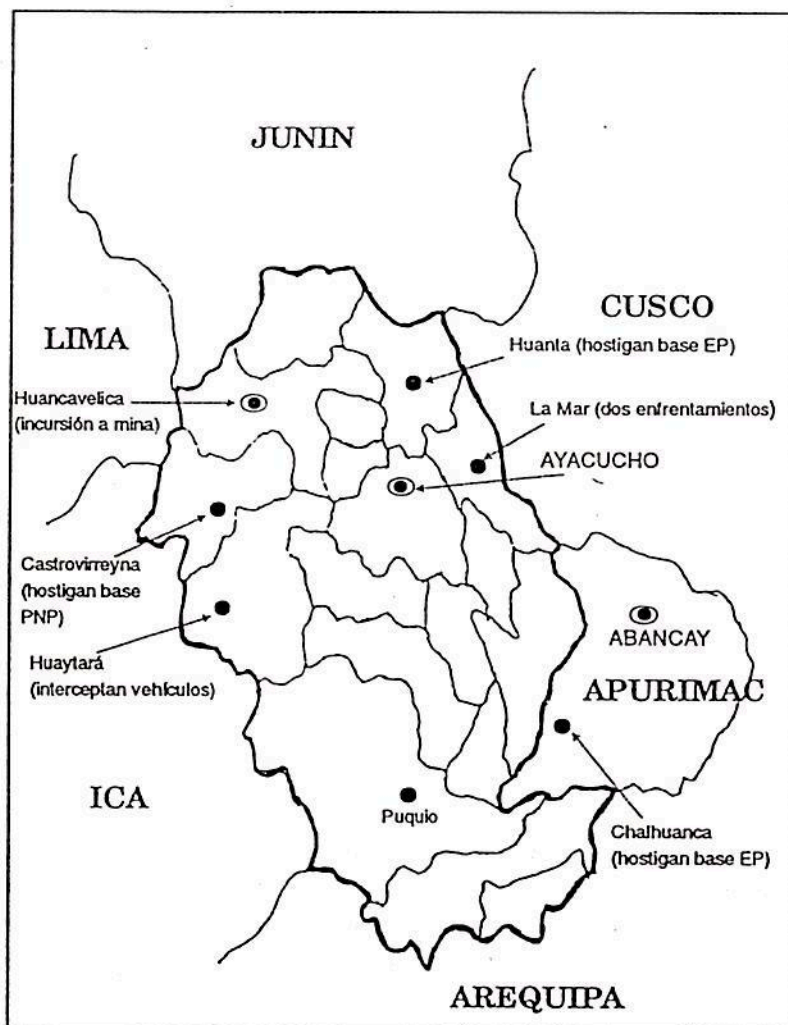 JUNIN
CUSCO
LIMA
Huanta (hostigan base EP)
Huancavelica
(incursión a mina)
La Mar (dos enfrentamientos)
AYACUCHO
Castrovirreyna
(hostigan base
PNP)
ABANCAY
Huaytará
(interceptan vehículos)
APURIMAC
ICA
Puquio
Chalhuanca
(hostigan base EP)
AREQUIPA